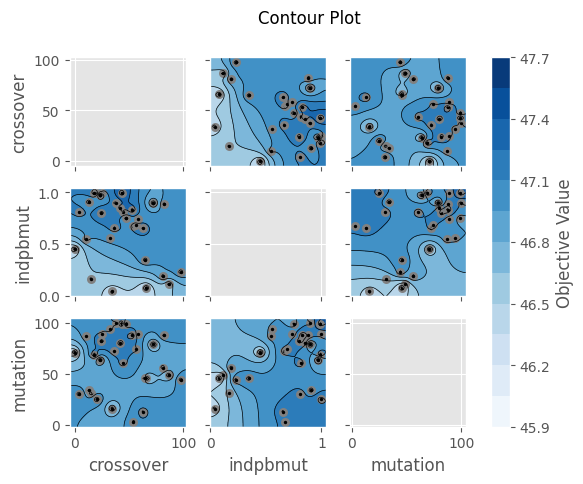 Contour Plot
100
0
crossover
1.0
0.5
0.0
indpbmut
100
50
0
mutation
0
100
crossover
0
1
indpbmut
0
100
mutation
47.7
47.4
47.1
46.8
46.5
46.2
45.9
Objective Value